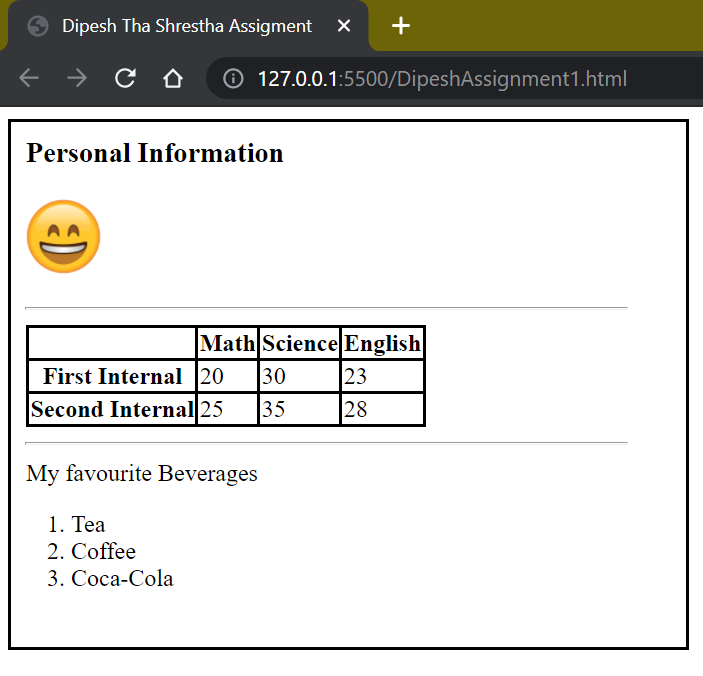 Dipesh Tha Shrestha Assigment
127.0.0.1:5500/DipeshAssignment1.html
Personal Information
Math Science English
First Internal 20 30 23
Second Internal 25 35 28
My favourite Beverages
1. Tea
2. Coffee
3. Coca-Cola